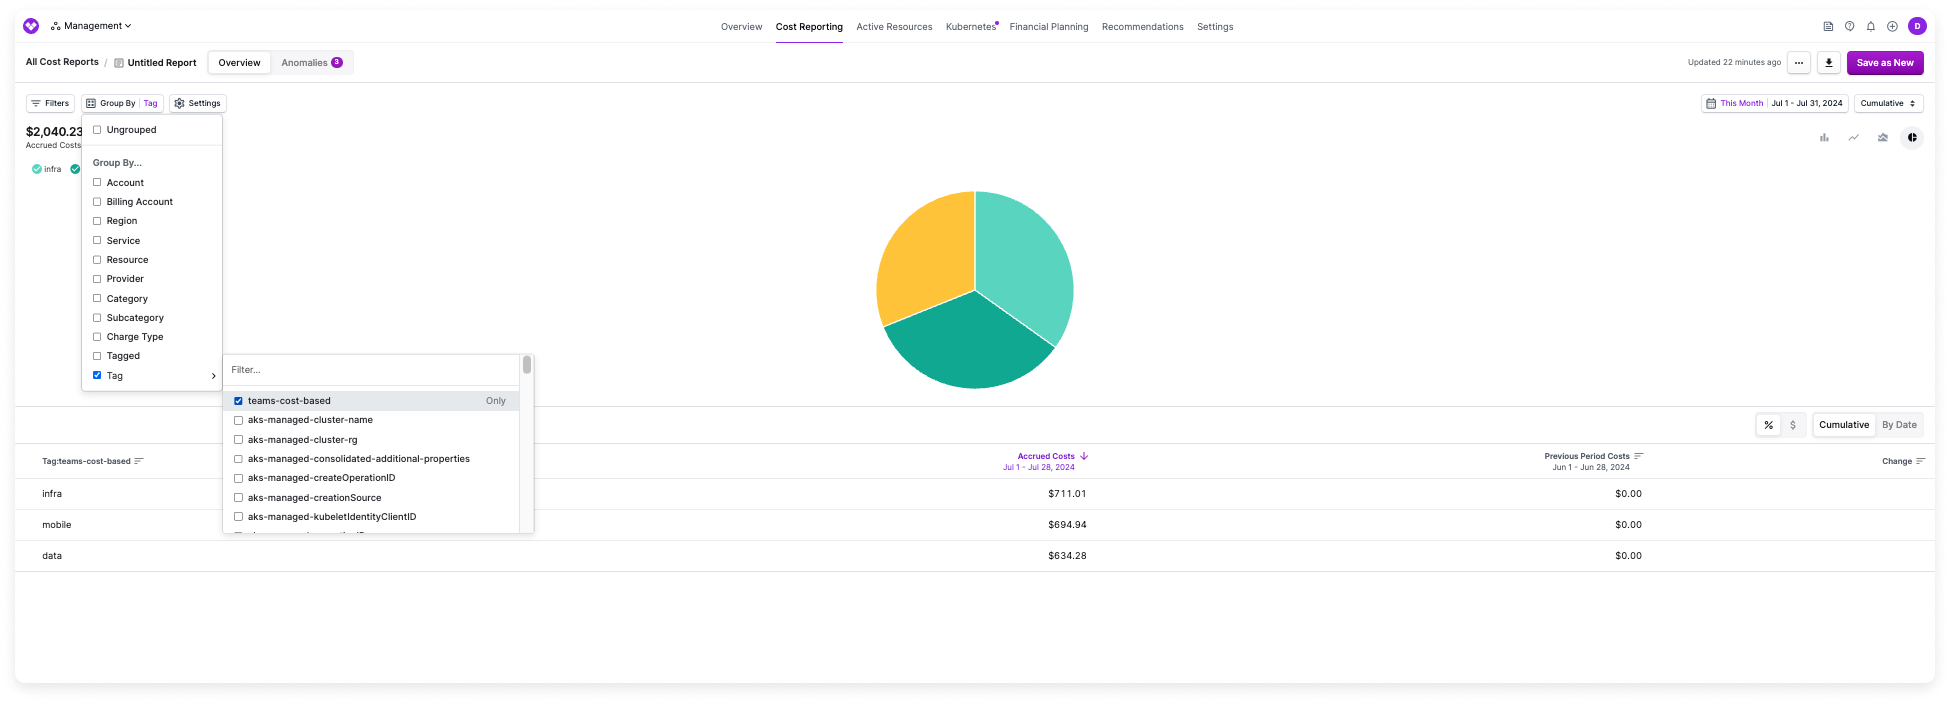 Management
Overview
Cost Reporting
Active Resources
Kubernetes
Financial Planning
Recommendations
Settings
D
All Cost Reports / Untitled Report
Overview
Anomalies 3
Updated 22 minutes ago
...
Save as New
Filters
Group By | Tag
Settings
This Month | Jul 1 - Jul 31, 2024
Cumulative
$2,040.23
Accrued Costs
infra
Ungrouped
Group By...
Account
Billing Account
Region
Service
Resource
Provider
Category
Subcategory
Charge Type
Tagged
Tag
Filter...
teams-cost-based Only
aks-managed-cluster-name
aks-managed-cluster-rg
aks-managed-consolidated-additional-properties
aks-managed-createOperationID
aks-managed-creationSource
aks-managed-kubeletIdentityClientID
% $
Cumulative
By Date
Tag:teams-cost-based
Accrued Costs
Jul 1 - Jul 28, 2024
Previous Period Costs
Jun 1 - Jun 28, 2024
Change
infra $711.01 $0.00
mobile $694.94 $0.00
data $634.28 $0.00